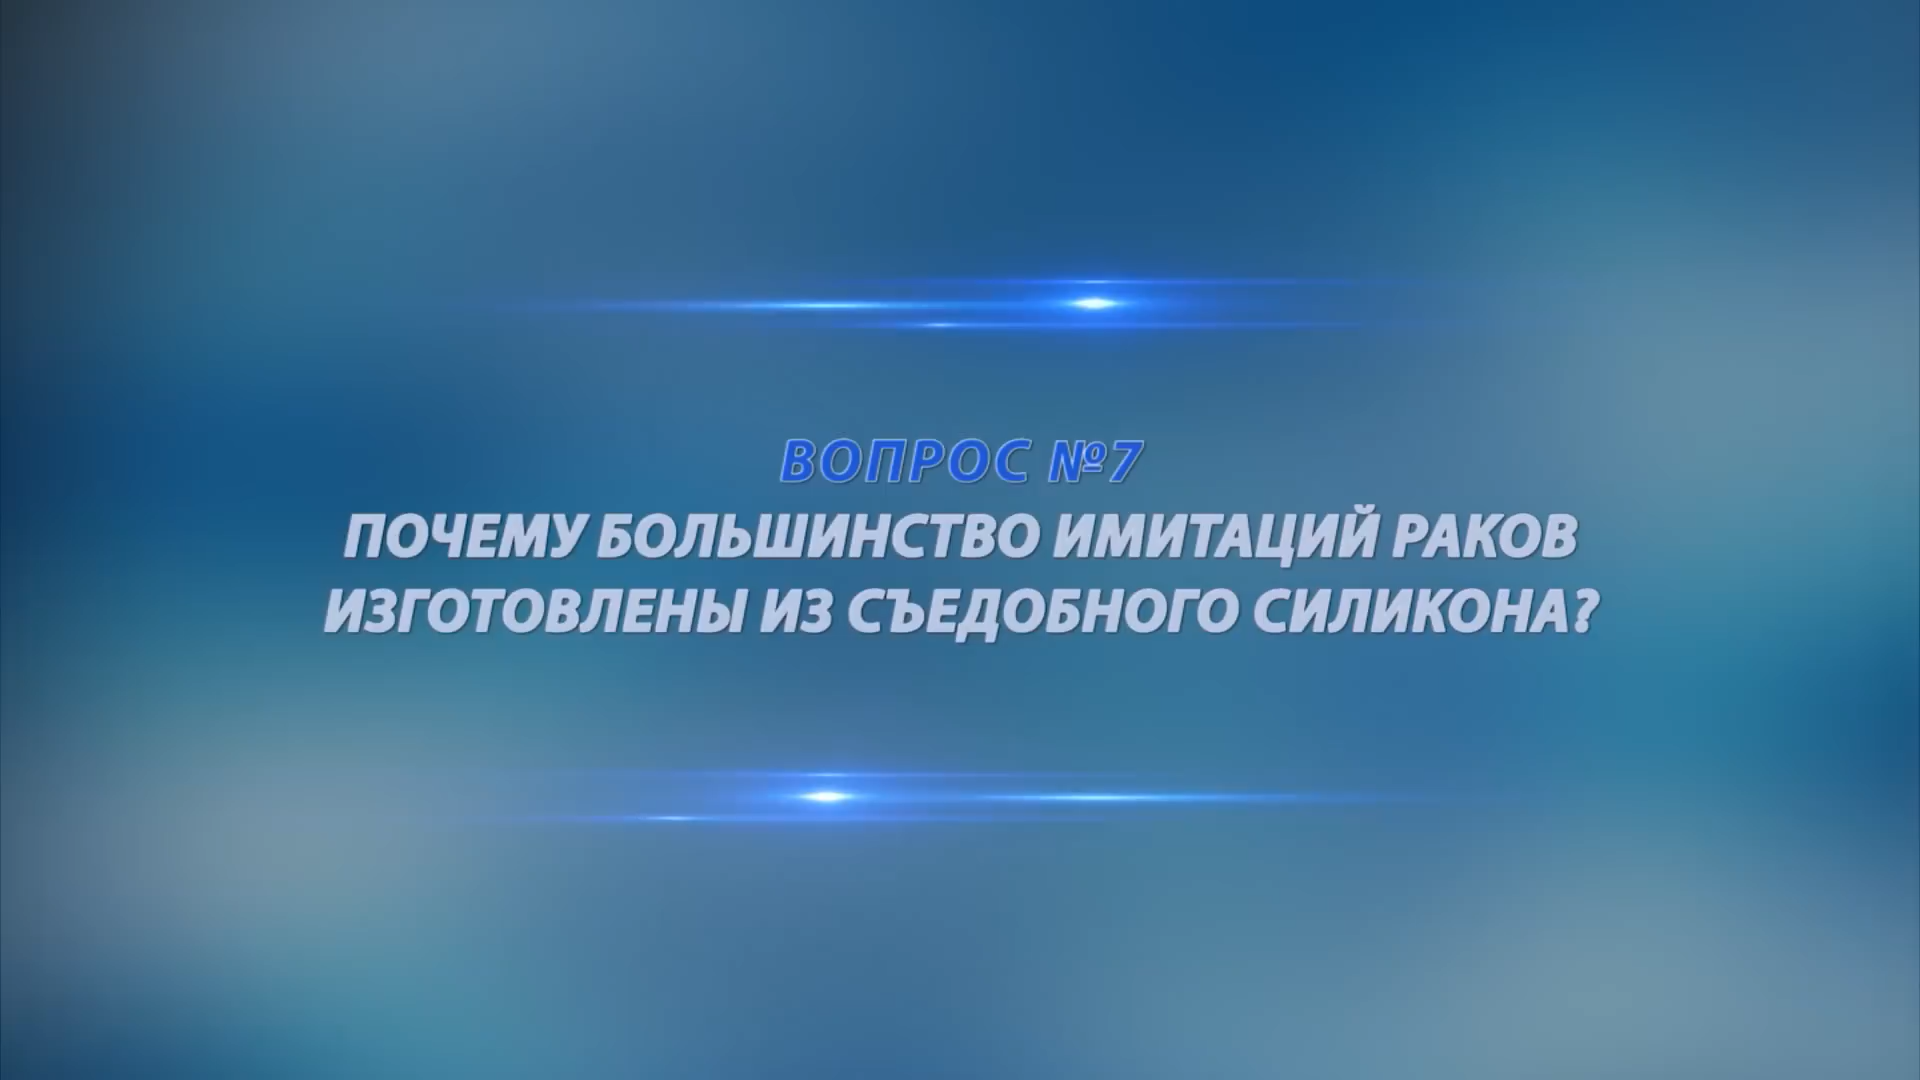 ВОПРОС №7
ПОЧЕМУ БОЛЬШИНСТВО ИМИТАЦИЙ РАКОВ
ИЗГОТОВЛЕНЫ ИЗ СЪЕДОБНОГО СИЛИКОНА?